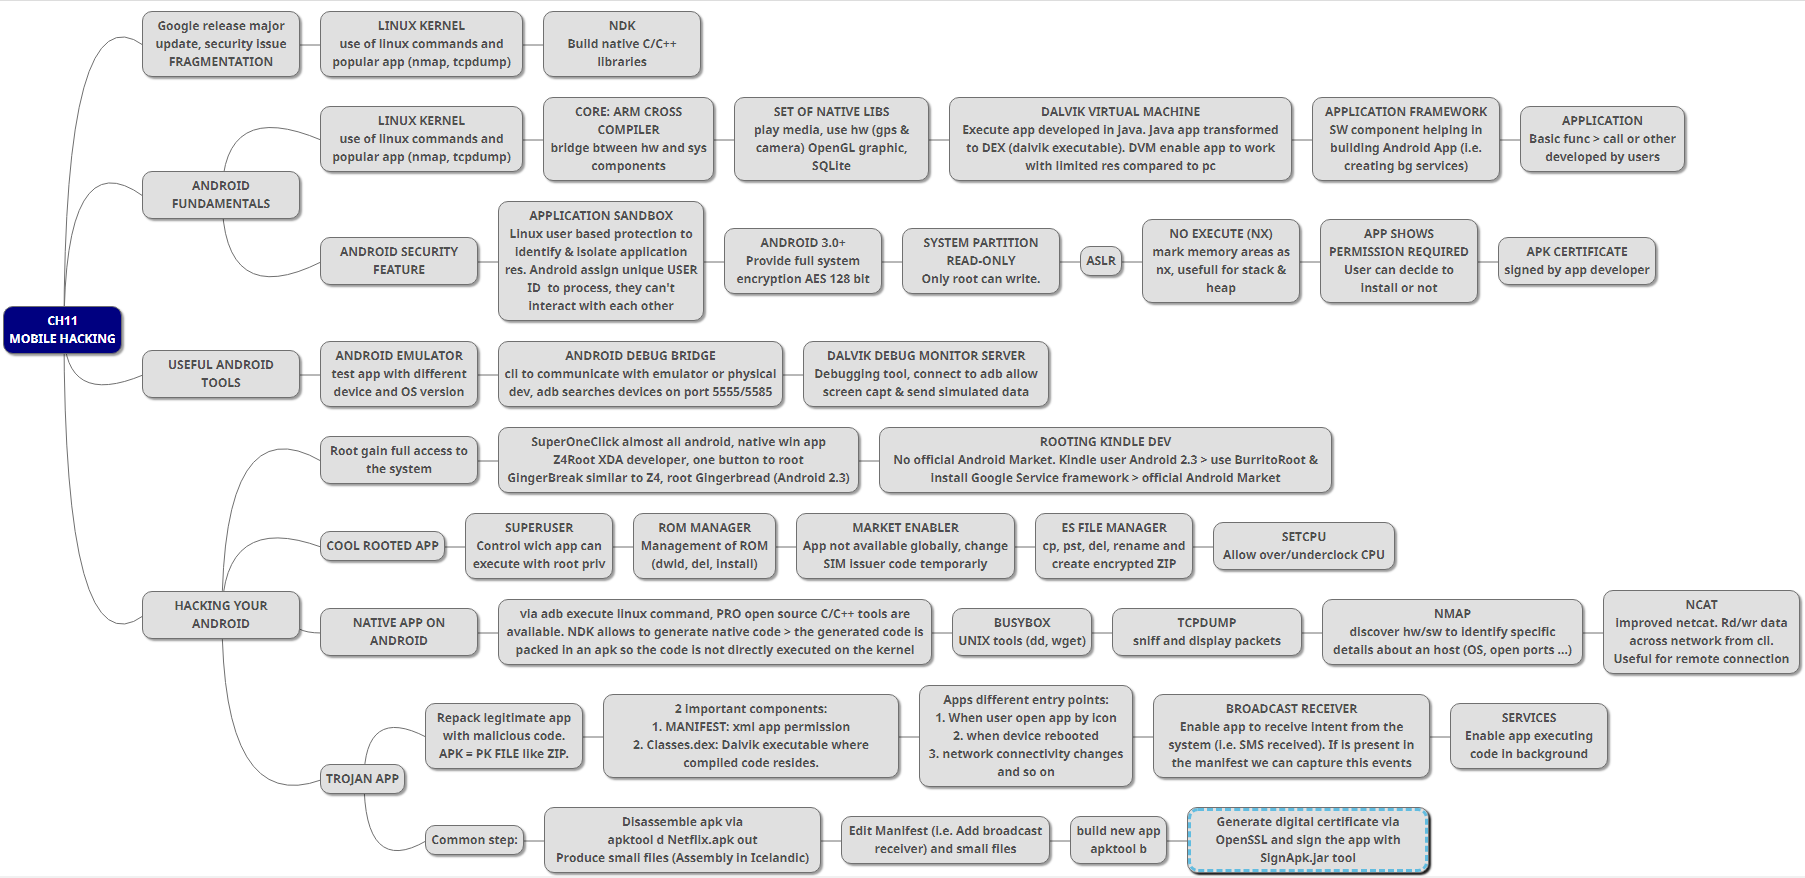 Google release major
update, security issue
FRAGMENTATION
LINUX KERNEL
use of linux commands and
popular app (nmap, tcpdump)
NDK
Build native C/C++
libraries
LINUX KERNEL
use of linux commands and
popular app (nmap, tcpdump)
CORE: ARM CROSS
COMPILER
bridge btween hw and sys
components
SET OF NATIVE LIBS
play media, use hw (gps &
camera) OpenGL graphic,
SQLite
DALVIK VIRTUAL MACHINE
Execute app developed in java. Java app transformed
to DEX (dalvik executable). DVM enable app to work
with limited res compared to pc
APPLICATION FRAMEWORK
SW component helping in
building Android App (i.e.
creating bg services)
APPLICATION
Basic func > call or other
developed by users
ANDROID
FUNDAMENTALS
ANDROID SECURITY
FEATURE
APPLICATION SANDBOX
Linux user based protection to
identify & isolate application
res. Android assign unique USER
ID to process, they can't
interact with each other
ANDROID 3.0+
Provide full system
encryption AES 128 bit
SYSTEM PARTITION
READ-ONLY
Only root can write.
ASLR
NO EXECUTE (NX)
mark memory areas as
nx, usefull for stack &
heap
APP SHOWS
PERMISSION REQUIRED
User can decide to
install or not
APK CERTIFICATE
signed by app developer
CH11
MOBILE HACKING
USEFUL ANDROID
TOOLS
ANDROID EMULATOR
test app with different
device and OS version
ANDROID DEBUG BRIDGE
cli to communicate with emulator or physical
dev, adb searches devices on port 5555/5585
DALVIK DEBUG MONITOR SERVER
Debugging tool, connect to adb allow
screen capt & send simulated data
Root gain full access to
the system
SuperOneClick almost all android, native win app
Z4Root XDA developer, one button to root
GingerBreak similar to Z4, root Gingerbread (Android 2.3)
ROOTING KINDLE DEV
No official Android Market. Kindle user Android 2.3 > use BurritoRoot &
install Google Service framework > official Android Market
COOL ROOTED APP
SUPERUSER
Control wich app can
execute with root priv
ROM MANAGER
Management of ROM
(dwld, del, install)
MARKET ENABLER
App not available globally, change
SIM issuer code temporarly
ES FILE MANAGER
cp, pst, del, rename and
create encrypted ZIP
SETCPU
Allow over/underclock CPU
HACKING YOUR
ANDROID
NATIVE APP ON
ANDROID
via adb execute linux command, PRO open source C/C++ tools are
available. NDK allows to generate native code > the generated code is
packed in an apk so the code is not directly executed on the kernel
BUSYBOX
UNIX tools (dd, wget)
TCPDUMP
sniff and display packets
NMAP
discover hw/sw to identify specific
details about an host (OS, open ports ...)
NCAT
improved netcat. Rd/wr data
across network from cli.
Useful for remote connection
TROJAN APP
Repack legitimate app
with malicious code.
APK = PK FILE like ZIP.
2 important components:
1. MANIFEST: xml app permission
2. Classes.dex: Dalvik executable where
compiled code resides.
Apps different entry points:
1. When user open app by icon
2. when device rebooted
3. network connectivity changes
and so on
BROADCAST RECEIVER
Enable app to receive intent from the
system (i.e. SMS received). If is present in
the manifest we can capture this events
SERVICES
Enable app executing
code in background
Common step:
Disassemble apk via
apktool d Netflix.apk out
Produce small files (Assembly in Icelandic)
Edit Manifest (i.e. Add broadcast
receiver) and small files
build new app
apktool b
Generate digital certificate via
OpenSSL and sign the app with
SignApk.jar tool